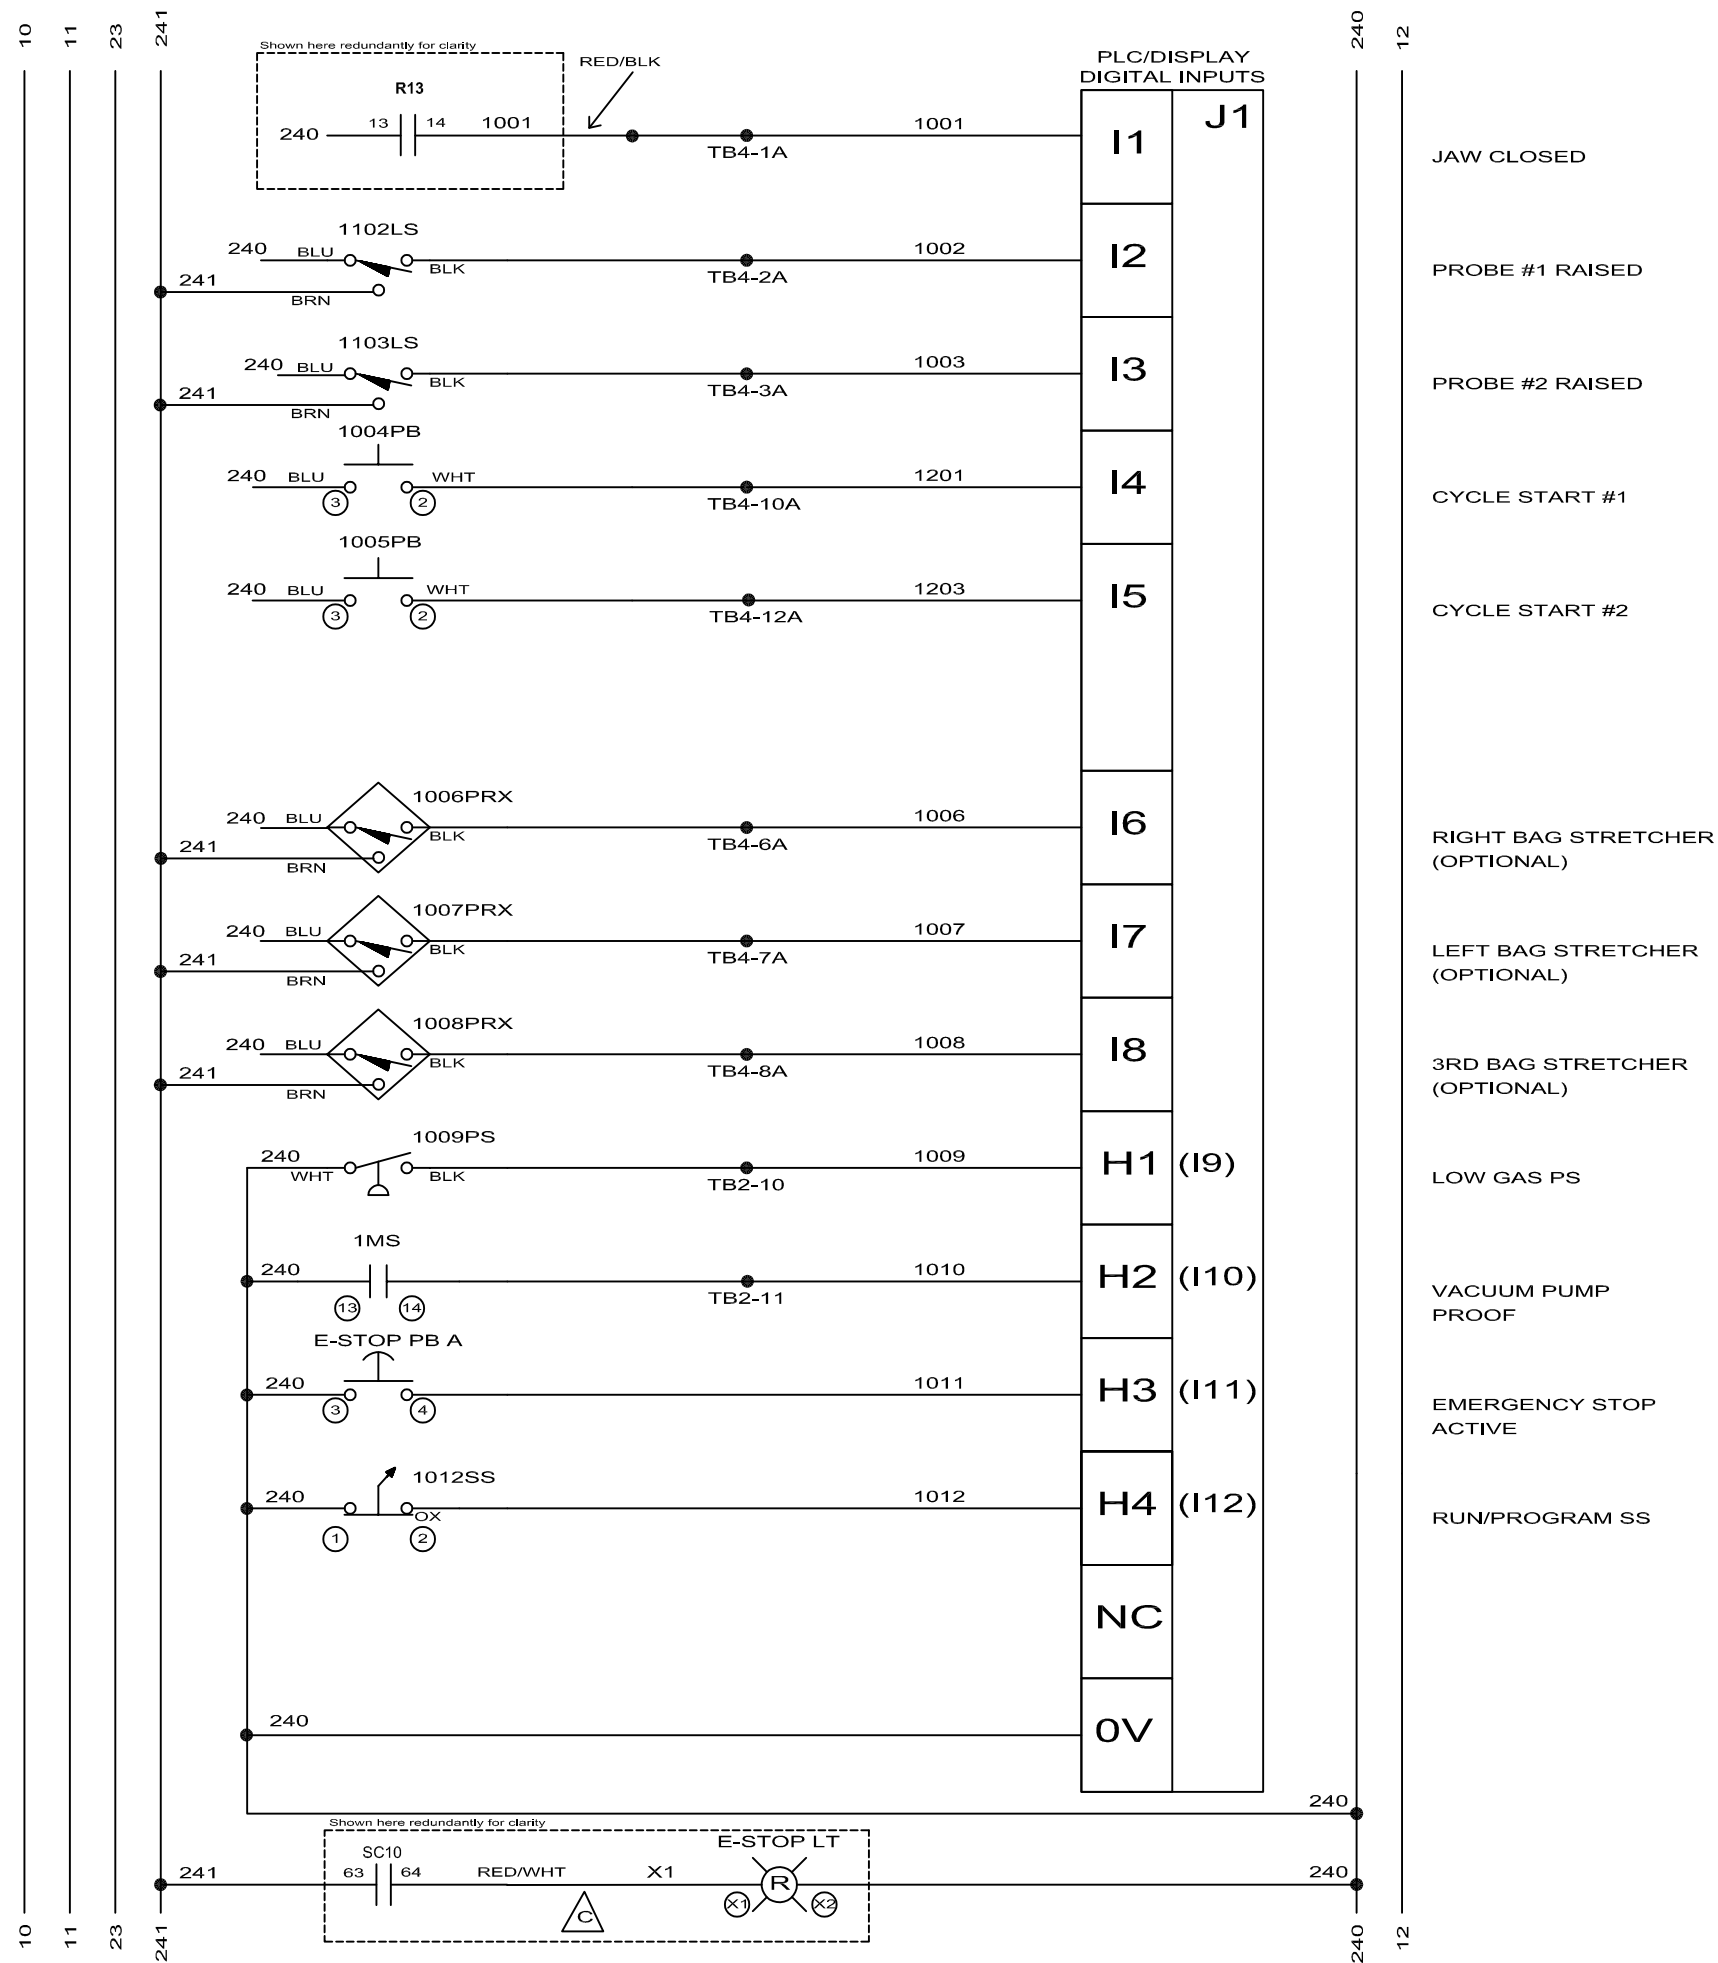 10
11
23
241
240
12
Shown here redundantly for clarity
RED/BLK
PLC/DISPLAY
DIGITAL INPUTS
R13
J1
240
13
14
1001
1001
I1
TB4-1A
JAW CLOSED
1102LS
240
BLU
BLK
1002
I2
241
BRN
TB4-2A
PROBE #1 RAISED
1103LS
240
BLU
BLK
1003
I3
241
BRN
TB4-3A
PROBE #2 RAISED
1004PB
240
BLU
WHT
1201
I4
3
2
TB4-10A
CYCLE START #1
1005PB
240
BLU
WHT
1203
I5
3
2
TB4-12A
CYCLE START #2
1006PRX
240
BLU
BLK
1006
I6
241
BRN
TB4-6A
RIGHT BAG STRETCHER
(OPTIONAL)
1007PRX
240
BLU
BLK
1007
I7
241
BRN
TB4-7A
LEFT BAG STRETCHER
(OPTIONAL)
1008PRX
240
BLU
BLK
1008
I8
241
BRN
TB4-8A
3RD BAG STRETCHER
(OPTIONAL)
1009PS
240
WHT
BLK
1009
H1 (I9)
TB2-10
LOW GAS PS
1MS
240
1010
H2 (I10)
13
14
TB2-11
VACUUM PUMP
PROOF
E-STOP PB A
240
1011
H3 (I11)
3
4
EMERGENCY STOP
ACTIVE
1012SS
240
OX
1012
H4 (I12)
1
2
RUN/PROGRAM SS
NC
240
0V
240
Shown here redundantly for clarity
SC10
E-STOP LT
241
63
64
RED/WHT
X1
R
240
C
X1
X2
10
11
23
241
240
12